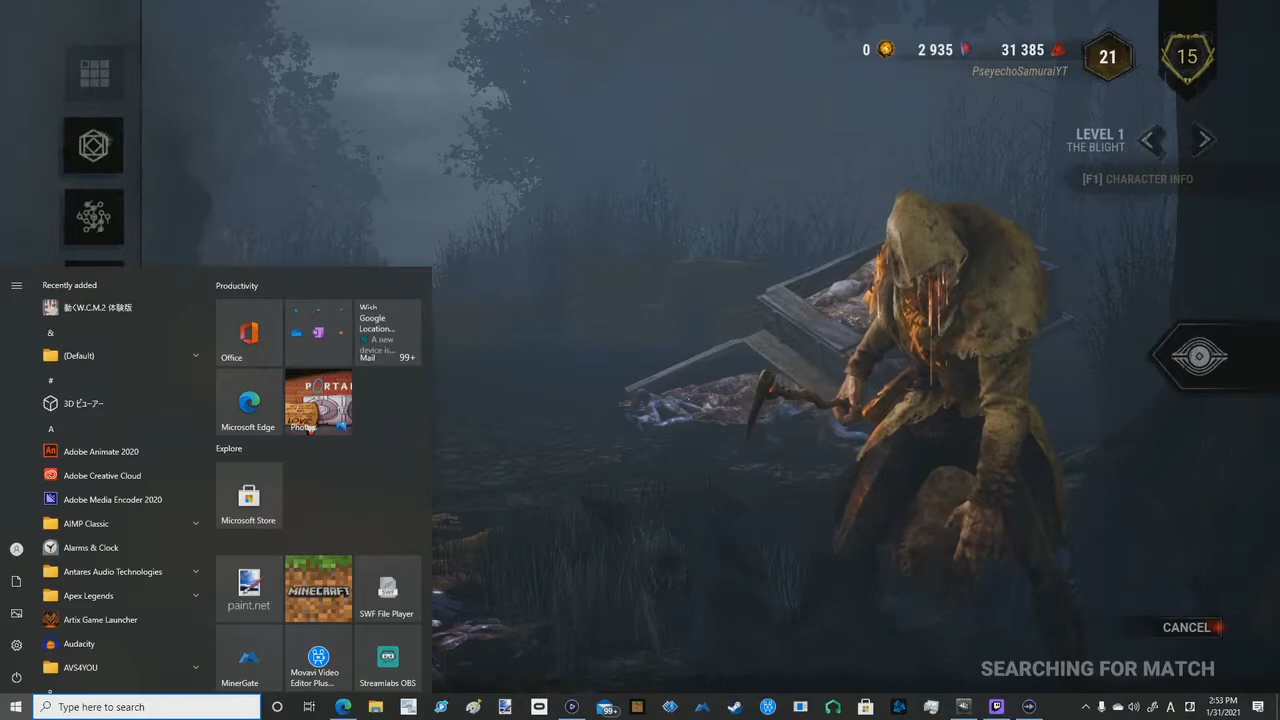 0
2 935
31 385
21
15
PseyechoSamuraiYT
LEVEL 1
THE BLIGHT
[F1] CHARACTER INFO
Recently added
動くW.C.M.2 体験版
&
(Default)
#
3D ビューアー
A
Adobe Animate 2020
Adobe Creative Cloud
Adobe Media Encoder 2020
AIMP Classic
Alarms & Clock
Antares Audio Technologies
Apex Legends
Artix Game Launcher
Audacity
AVS4YOU
Productivity
Office
Wish
Google
Location...
A new
device is...
Mail 99+
Microsoft Edge
PORTAL
LOVE
Photos
Explore
Microsoft Store
paint.net
MINECRAFT
SWF
SWF File Player
MinerGate
Movavi Video
Editor Plus...
Streamlabs OBS
CANCEL
SEARCHING FOR MATCH
Type here to search
99+
A
2:53 PM
1/31/2021